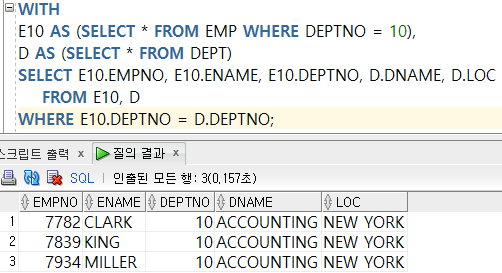 WITH
E10 AS (SELECT * FROM EMP WHERE DEPTNO = 10),
D AS (SELECT * FROM DEPT)
SELECT E10.EMPNO, E10.ENAME, E10.DEPTNO, D.DNAME, D.LOC
FROM E10, D
WHERE E10.DEPTNO = D.DEPTNO;
스크립트 출력 x 질의 결과 x
SQL | 인출된 모든 행: 3(0,157초)
EMPNO ENAME DEPTNO DNAME LOC
1 7782 CLARK 10 ACCOUNTING NEW YORK
2 7839 KING 10 ACCOUNTING NEW YORK
3 7934 MILLER 10 ACCOUNTING NEW YORK